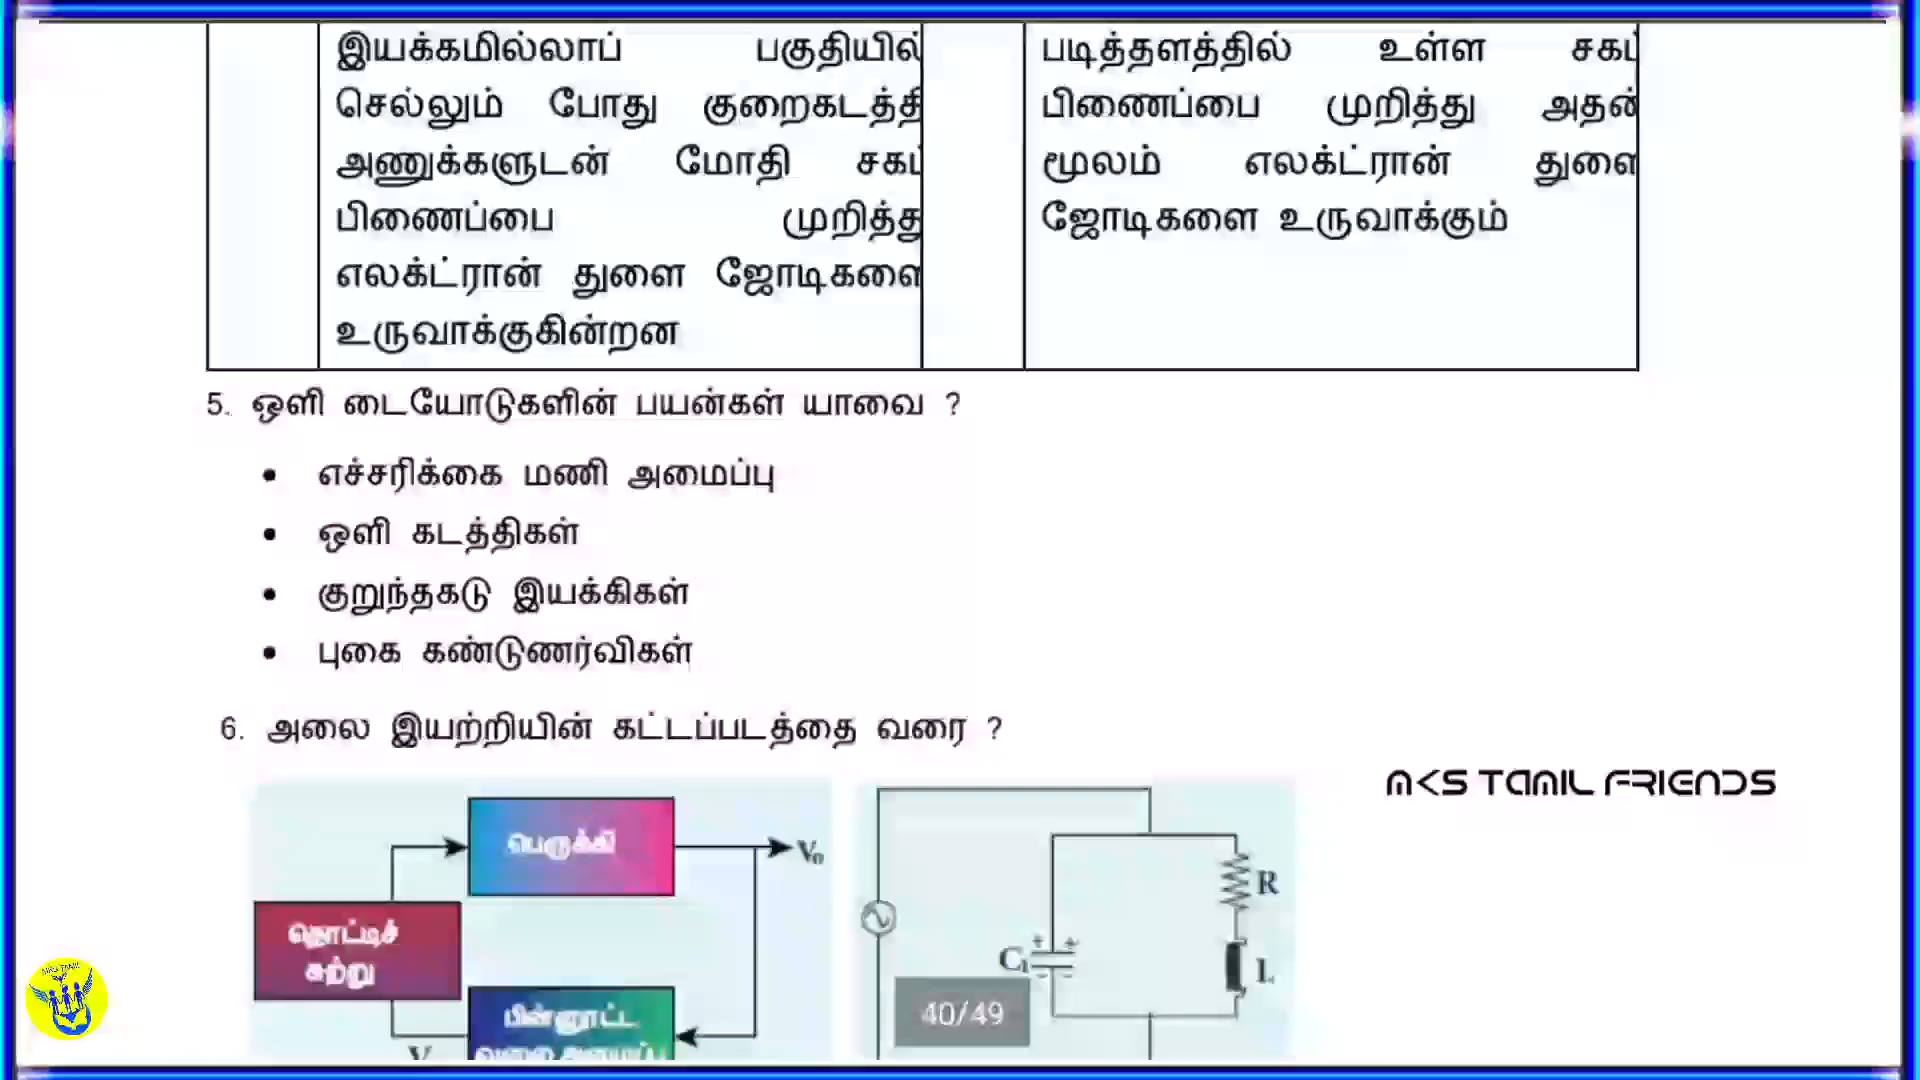 இயக்கமில்லாப் பகுதியில்
செல்லும் போது குறைகடத்தி
அணுக்களுடன் மோதி சகப்
பிணைப்பை முறித்து
எலக்ட்ரான் துளை ஜோடிகளை
உருவாக்குகின்றன
படித்தளத்தில் உள்ள சகப்
பிணைப்பை முறித்து அதன்
மூலம் எலக்ட்ரான் துளை
ஜோடிகளை உருவாக்கும்
5. ஒளி டையோடுகளின் பயன்கள் யாவை ?
• எச்சரிக்கை மணி அமைப்பு
• ஒளி கடத்திகள்
• குறுந்தகடு இயக்கிகள்
• புகை கண்டுணர்விகள்
6. அலை இயற்றியின் கட்டப்படத்தை வரை ?
MKS TAMIL FRIENDS
பெருக்கி
V₀
தொட்டிச்
சுற்று
பின்னூட்ட
V
R
C₁
L
40/49